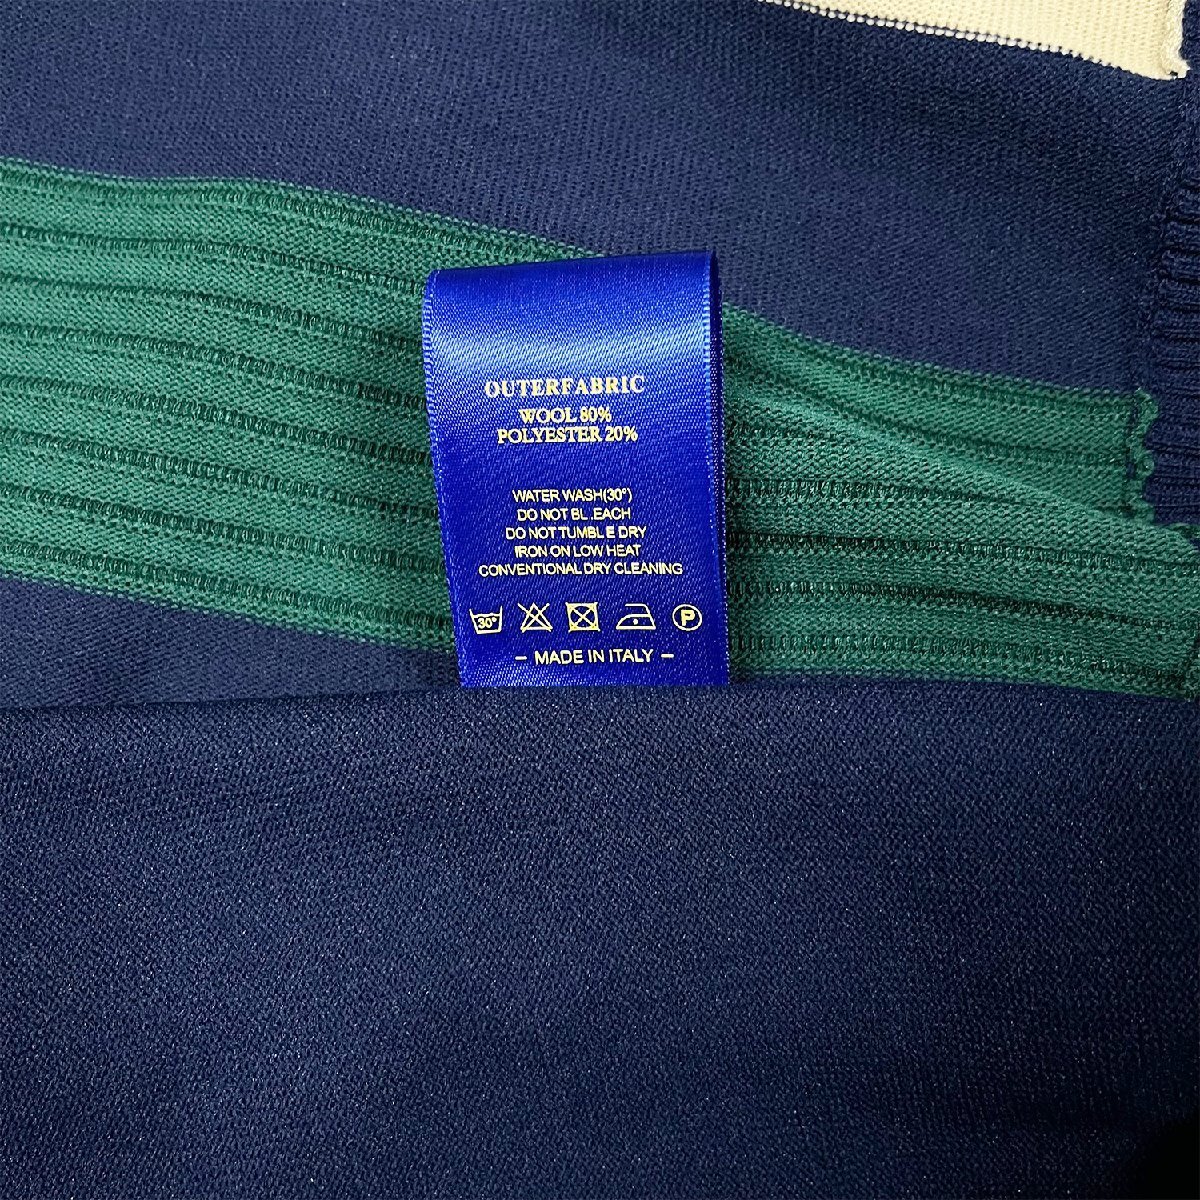 OUTERFABRIC
WOOL 80%
POLYESTER 20%
WATER WASH(30°)
DO NOT BL .EACH
DO NOT TUMBLE DRY
IRON ON LOW HEAT
CONVENTIONAL DRY CLEANING
30° P
– MADE IN ITALY –